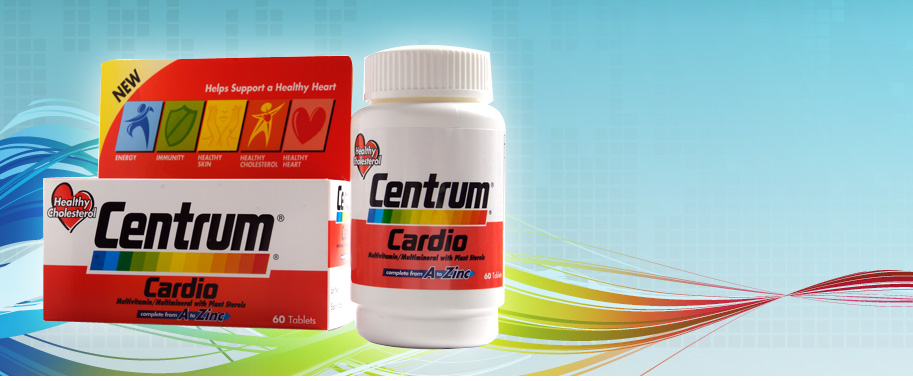 NEW
Helps Support a Healthy Heart
ENERGY
IMMUNITY
HEALTHY
SKIN
HEALTHY
CHOLESTEROL
HEALTHY
HEART
Healthy
Cholesterol
Centrum®
Cardio
Multivitamin/Multimineral with Plant Sterols
complete from A to Zinc
60 Tablets
Healthy
Cholesterol
Centrum®
Cardio
Multivitamin/Multimineral with Plant Sterols
complete from A to Zinc
60 Tablets